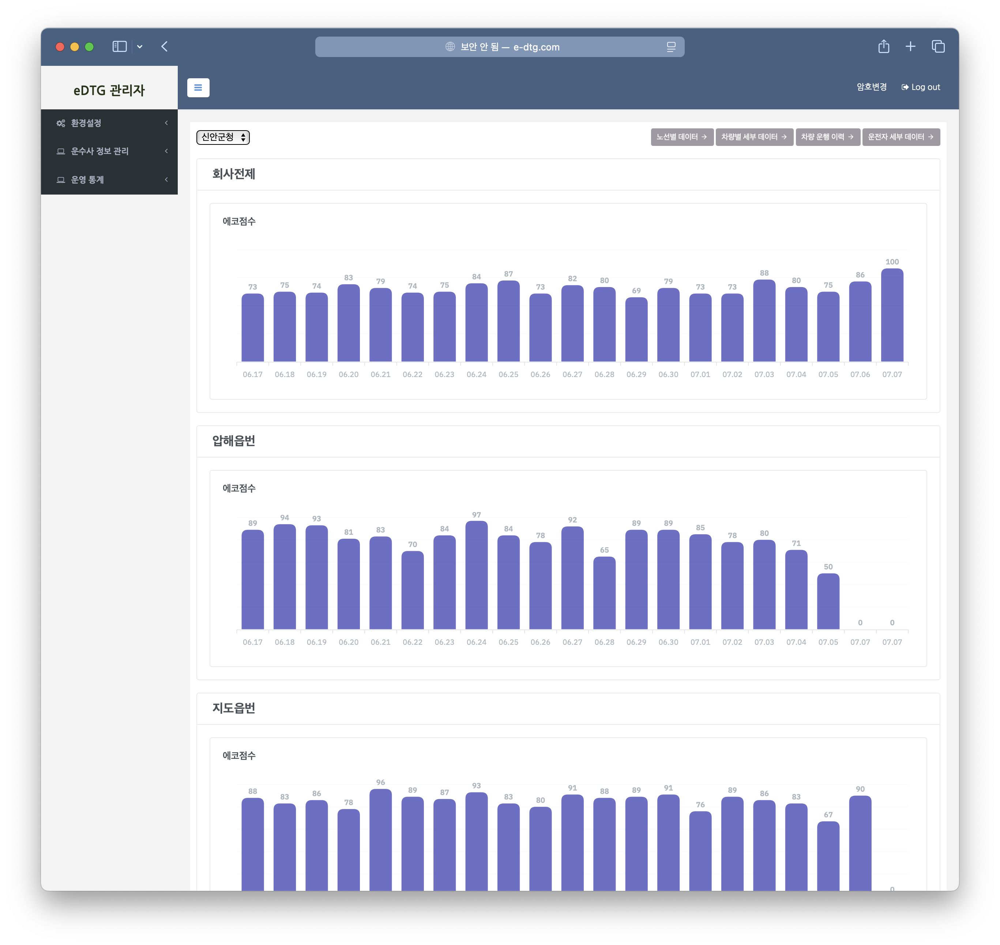 보안 안 됨 — e-dtg.com
eDTG 관리자
암호변경 Log out
환경설정
운수사 정보 관리
운영 통계
신안군청
노선별 데이터 → 차량별 세부 데이터 → 차량 운행 이력 → 운전자 세부 데이터 →
회사전제
에코점수
73 75 74 83 79 74 75 84 87 73 82 80 69 79 73 73 88 80 75 86 100
06.17 06.18 06.19 06.20 06.21 06.22 06.23 06.24 06.25 06.26 06.27 06.28 06.29 06.30 07.01 07.02 07.03 07.04 07.05 07.06 07.07
압해읍번
에코점수
89 94 93 81 83 70 84 97 84 78 92 65 89 89 85 78 80 71 50 0 0
06.17 06.18 06.19 06.20 06.21 06.22 06.23 06.24 06.25 06.26 06.27 06.28 06.29 06.30 07.01 07.02 07.03 07.04 07.05 07.07 07.07
지도읍번
에코점수
88 83 86 78 96 89 87 93 83 80 91 88 89 91 76 89 86 83 67 90 0